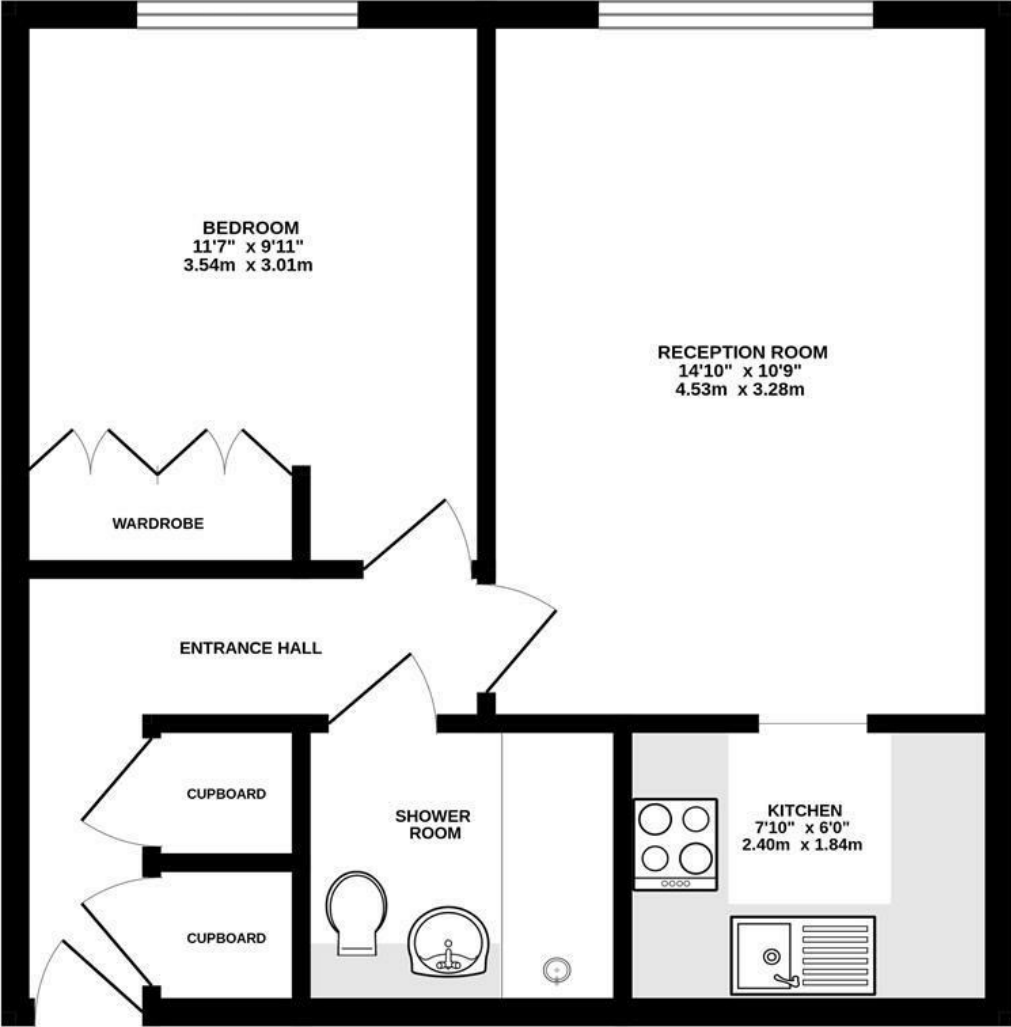 BEDROOM
11'7" x 9'11"
3.54m x 3.01m
RECEPTION ROOM
14'10" x 10'9"
4.53m x 3.28m
WARDROBE
ENTRANCE HALL
CUPBOARD
SHOWER
ROOM
KITCHEN
7'10" x 6'0"
2.40m x 1.84m
CUPBOARD